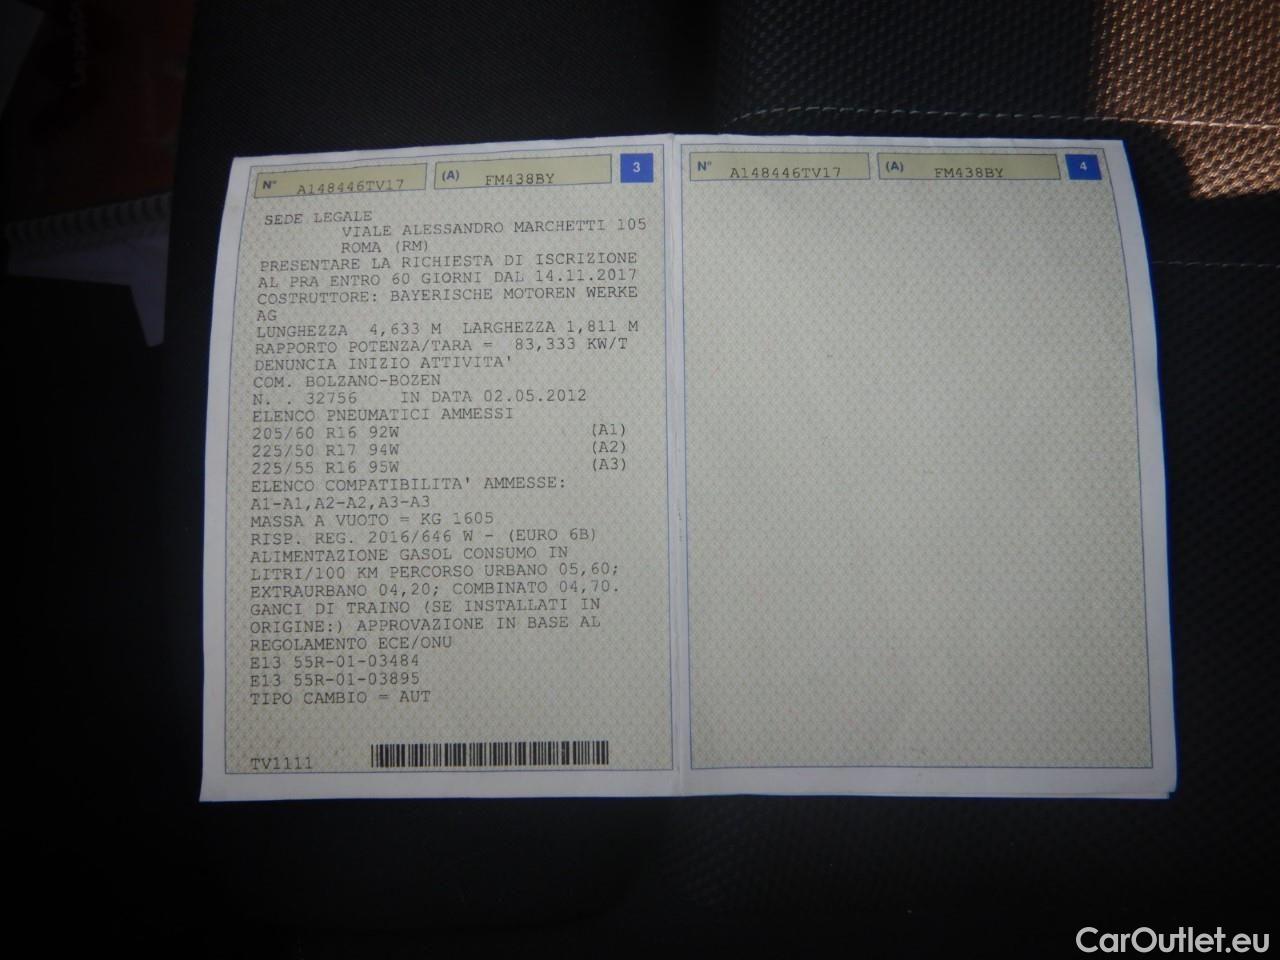 N° A148446TV17 (A) FM438BY 3
SEDE LEGALE
VIALE ALESSANDRO MARCHETTI 105
ROMA (RM)
PRESENTARE LA RICHIESTA DI ISCRIZIONE
AL PRA ENTRO 60 GIORNI DAL 14.11.2017
COSTRUTTORE: BAYERISCHE MOTOREN WERKE
AG
LUNGHEZZA 4,633 M LARGHEZZA 1,811 M
RAPPORTO POTENZA/TARA = 83,333 KW/T
DENUNCIA INIZIO ATTIVITA'
COM. BOLZANO-BOZEN
N. . 32756 IN DATA 02.05.2012
ELENCO PNEUMATICI AMMESSI
205/60 R16 92W (A1)
225/50 R17 94W (A2)
225/55 R16 95W (A3)
ELENCO COMPATIBILITA' AMMESSE:
A1-A1,A2-A2,A3-A3
MASSA A VUOTO = KG 1605
RISP. REG. 2016/646 W - (EURO 6B)
ALIMENTAZIONE GASOL CONSUMO IN
LITRI/100 KM PERCORSO URBANO 05,60;
EXTRAURBANO 04,20; COMBINATO 04,70.
GANCI DI TRAINO (SE INSTALLATI IN
ORIGINE:) APPROVAZIONE IN BASE AL
REGOLAMENTO ECE/ONU
E13 55R-01-03484
E13 55R-01-03895
TIPO CAMBIO = AUT
TV1111
N° A148446TV17 (A) FM438BY 4
CarOutlet.eu